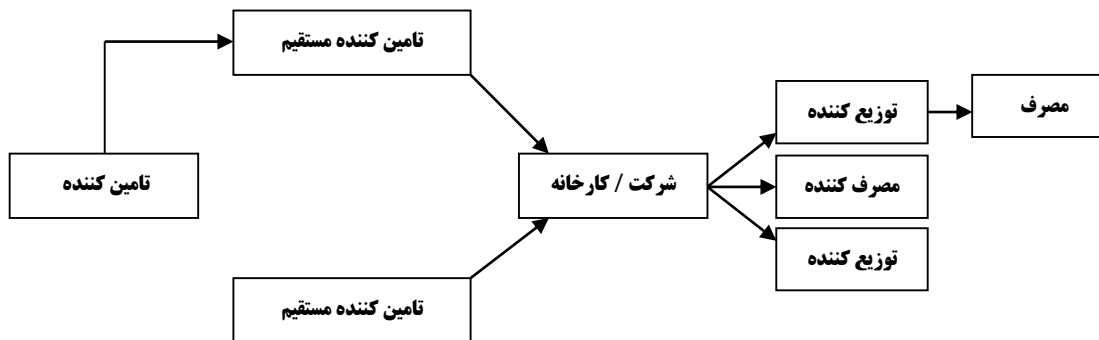 تامین کننده مستقیم
مصرف
توزیع کننده
تامین کننده
شرکت / کارخانه
مصرف کننده
توزیع کننده
تامین کننده مستقیم